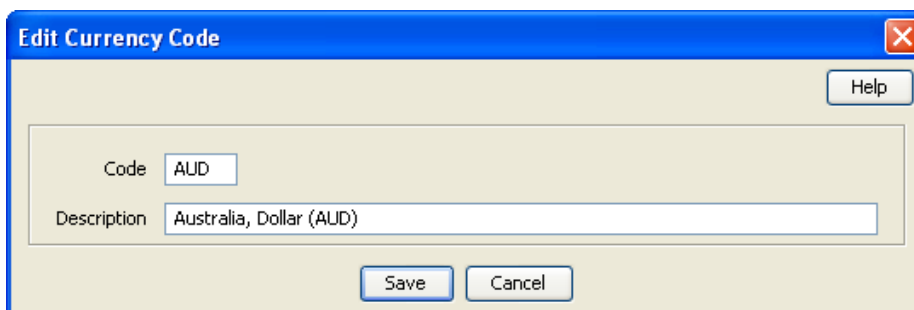 Edit Currency Code
Help
Code AUD
Description Australia, Dollar (AUD)
Save Cancel